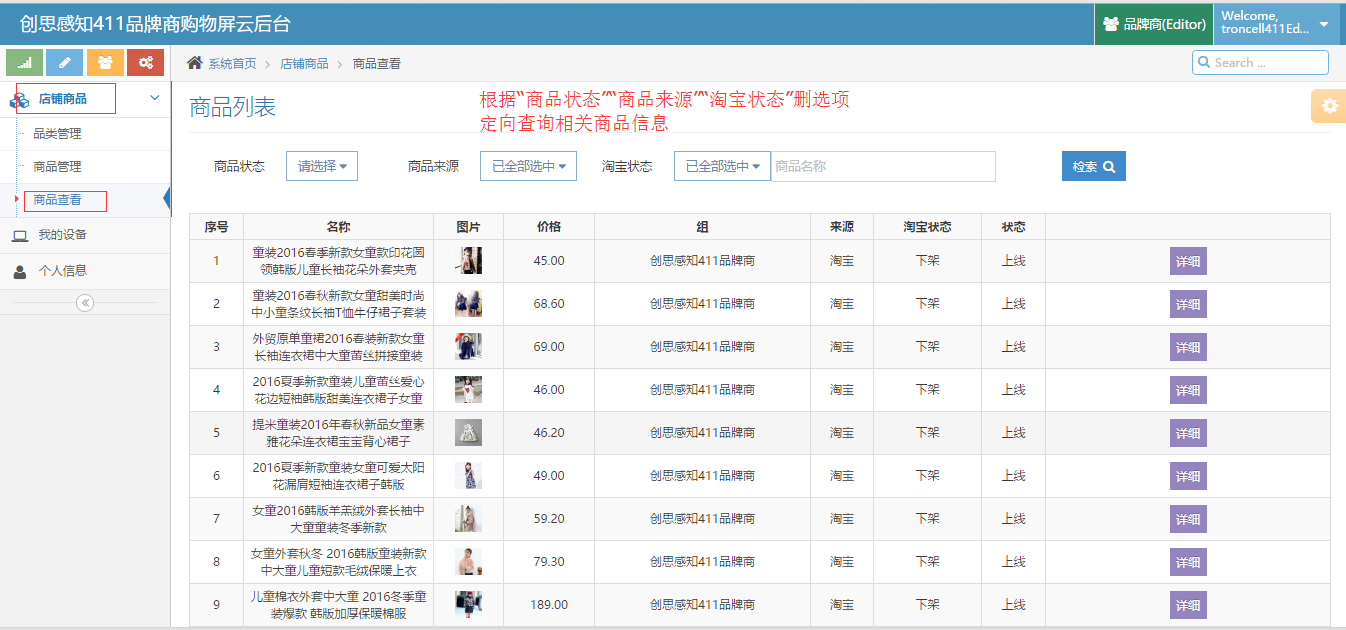 创思感知411品牌商购物屏云后台
品牌商(Editor)
Welcome,
troncell411Ed...
系统首页 > 店铺商品 > 商品查看
Search ...
店铺商品
品类管理
商品管理
商品查看
我的设备
个人信息
商品列表
根据“商品状态”“商品来源”“淘宝状态”删选项
定向查询相关商品信息
商品状态 请选择 商品来源 已全部选中 淘宝状态 已全部选中 商品名称 检索
序号 名称 图片 价格 组 来源 淘宝状态 状态
1 童装2016春季新款女童款印花圆 45.00 创思感知411品牌商 淘宝 下架 上线 详细
领韩版儿童长袖花朵外套夹克
2 童装2016春秋新款女童甜美时尚 68.60 创思感知411品牌商 淘宝 下架 上线 详细
中小童条纹长袖T恤牛仔裙子套装
3 外贸原单童裙2016春装新款女童 69.00 创思感知411品牌商 淘宝 下架 上线 详细
长袖连衣裙中大童蕾丝拼接童装
4 2016夏季新款童装儿童蕾丝爱心 46.00 创思感知411品牌商 淘宝 下架 上线 详细
花边短袖韩版甜美连衣裙子女童
5 提米童装2016年春秋新品女童素 46.20 创思感知411品牌商 淘宝 下架 上线 详细
雅花朵连衣裙宝宝背心裙子
6 2016夏季新款童装女童可爱太阳 49.00 创思感知411品牌商 淘宝 下架 上线 详细
花漏肩短袖连衣裙子韩版
7 女童2016韩版羊羔绒外套长袖中 59.20 创思感知411品牌商 淘宝 下架 上线 详细
大童童装冬季新款
8 女童外套秋冬 2016韩版童装新款 79.30 创思感知411品牌商 淘宝 下架 上线 详细
中大童儿童短款毛绒保暖上衣
9 儿童棉衣外套中大童 2016冬季童 189.00 创思感知411品牌商 淘宝 下架 上线 详细
装爆款 韩版加厚保暖棉服